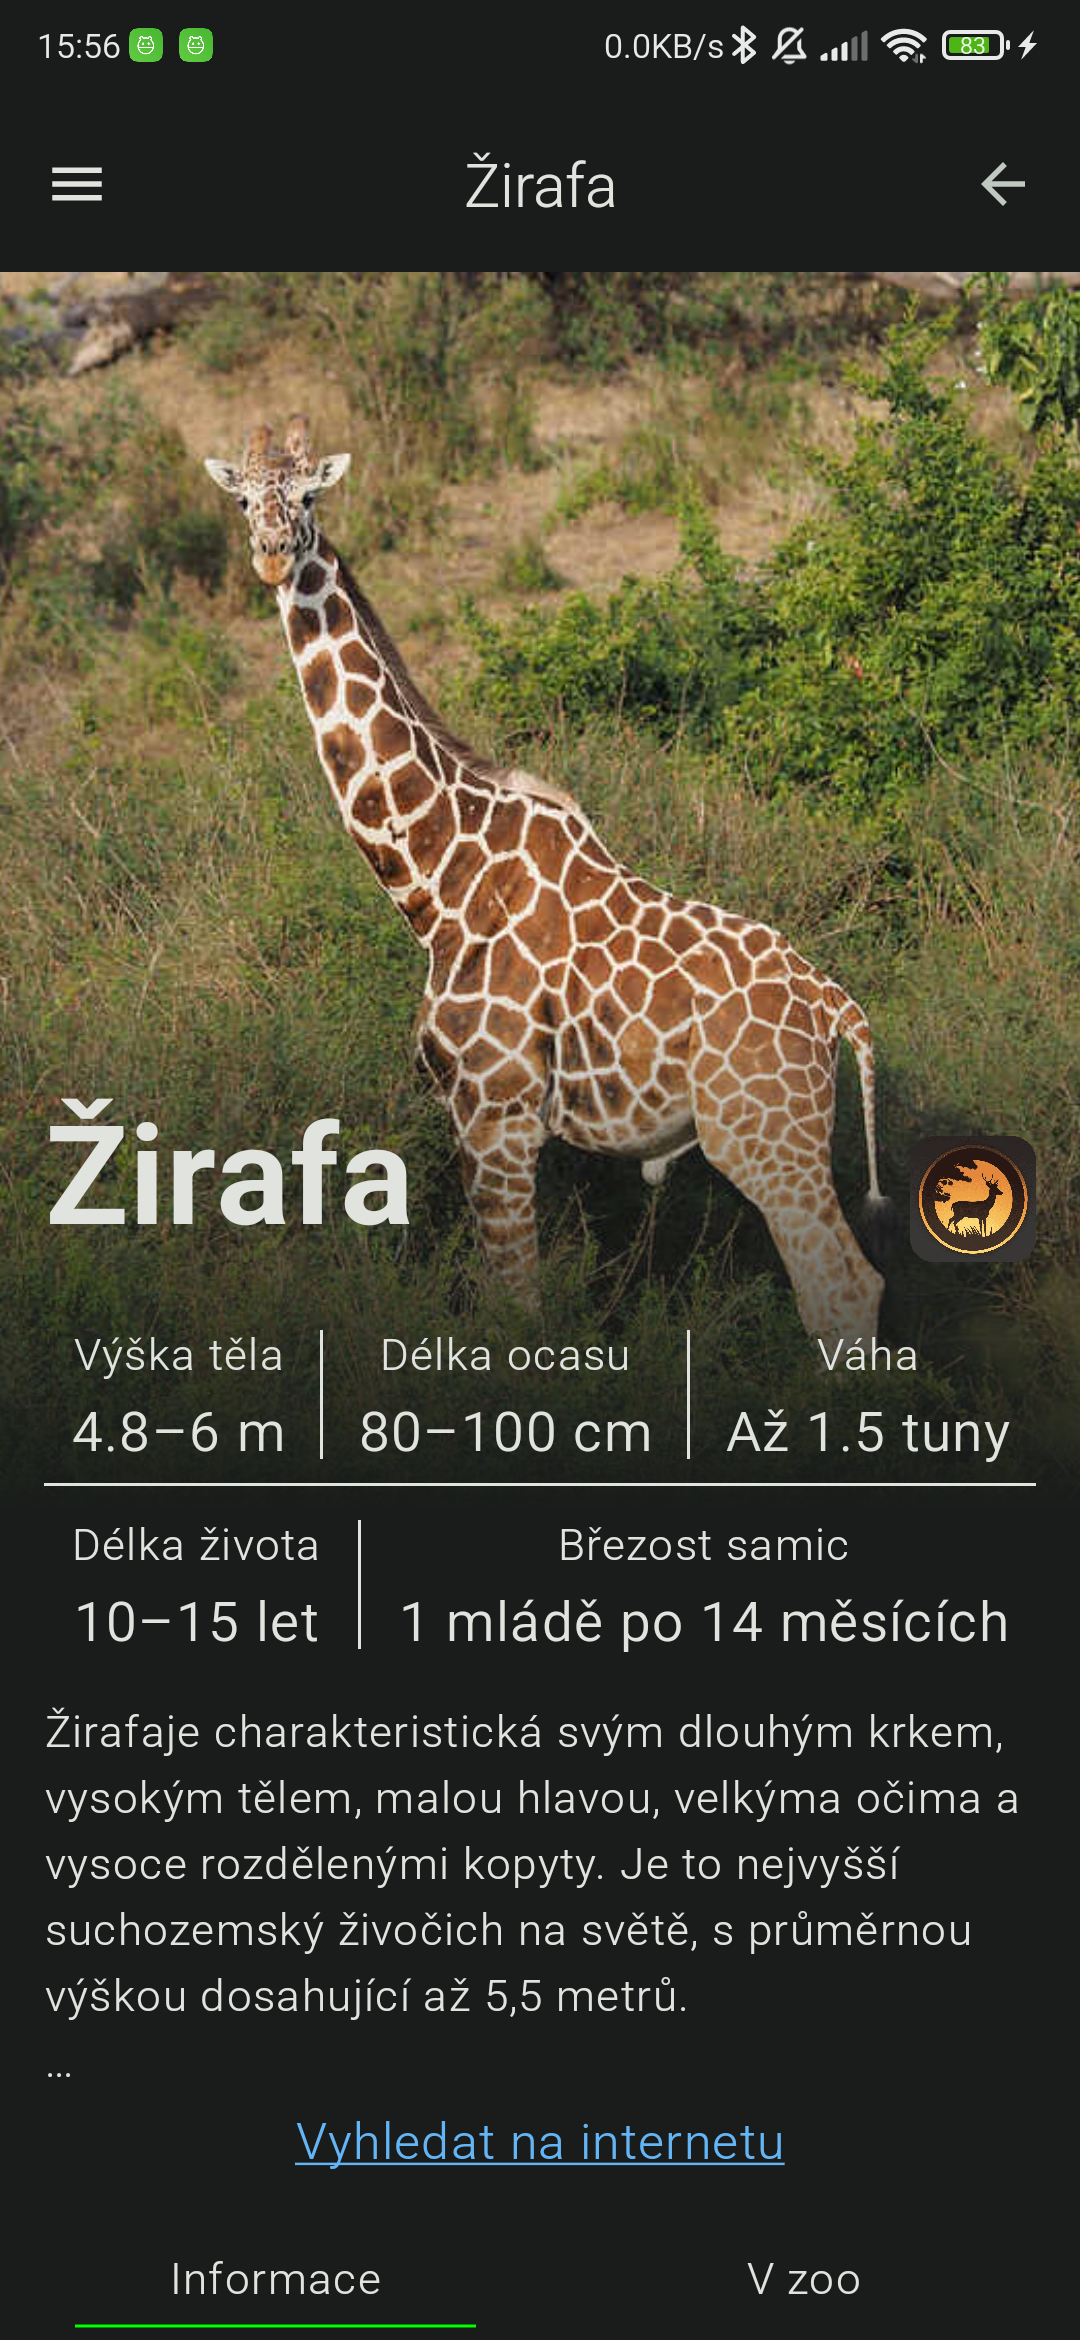 15:56
0.0KB/s
83
Žirafa
Žirafa
Výška těla
4.8–6 m
Délka ocasu
80–100 cm
Váha
Až 1.5 tuny
Délka života
10–15 let
Březost samic
1 mládě po 14 měsících
Žirafaje charakteristická svým dlouhým krkem,
vysokým tělem, malou hlavou, velkýma očima a
vysoce rozdělenými kopyty. Je to nejvyšší
suchozemský živočich na světě, s průměrnou
výškou dosahující až 5,5 metrů.
...
Vyhledat na internetu
Informace
V zoo